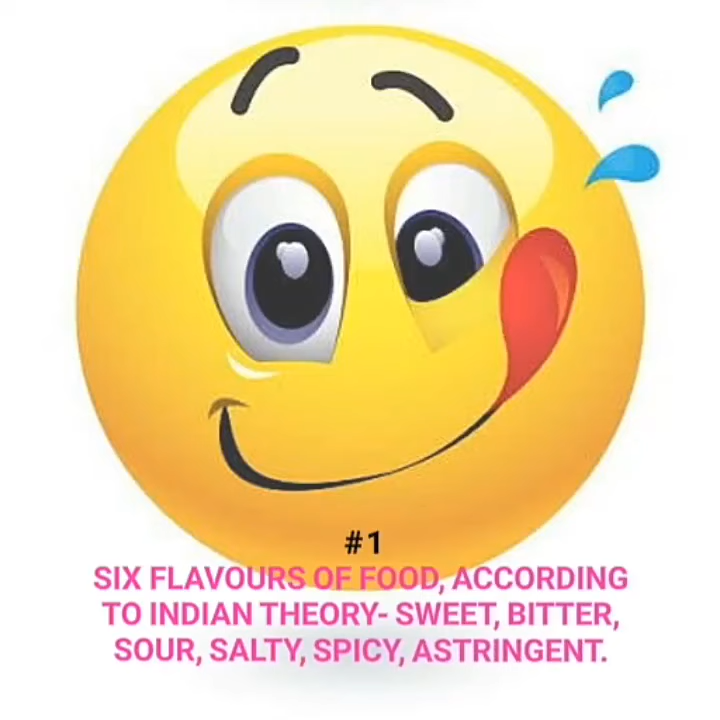 #1
SIX FLAVOURS OF FOOD, ACCORDING
TO INDIAN THEORY- SWEET, BITTER,
SOUR, SALTY, SPICY, ASTRINGENT.